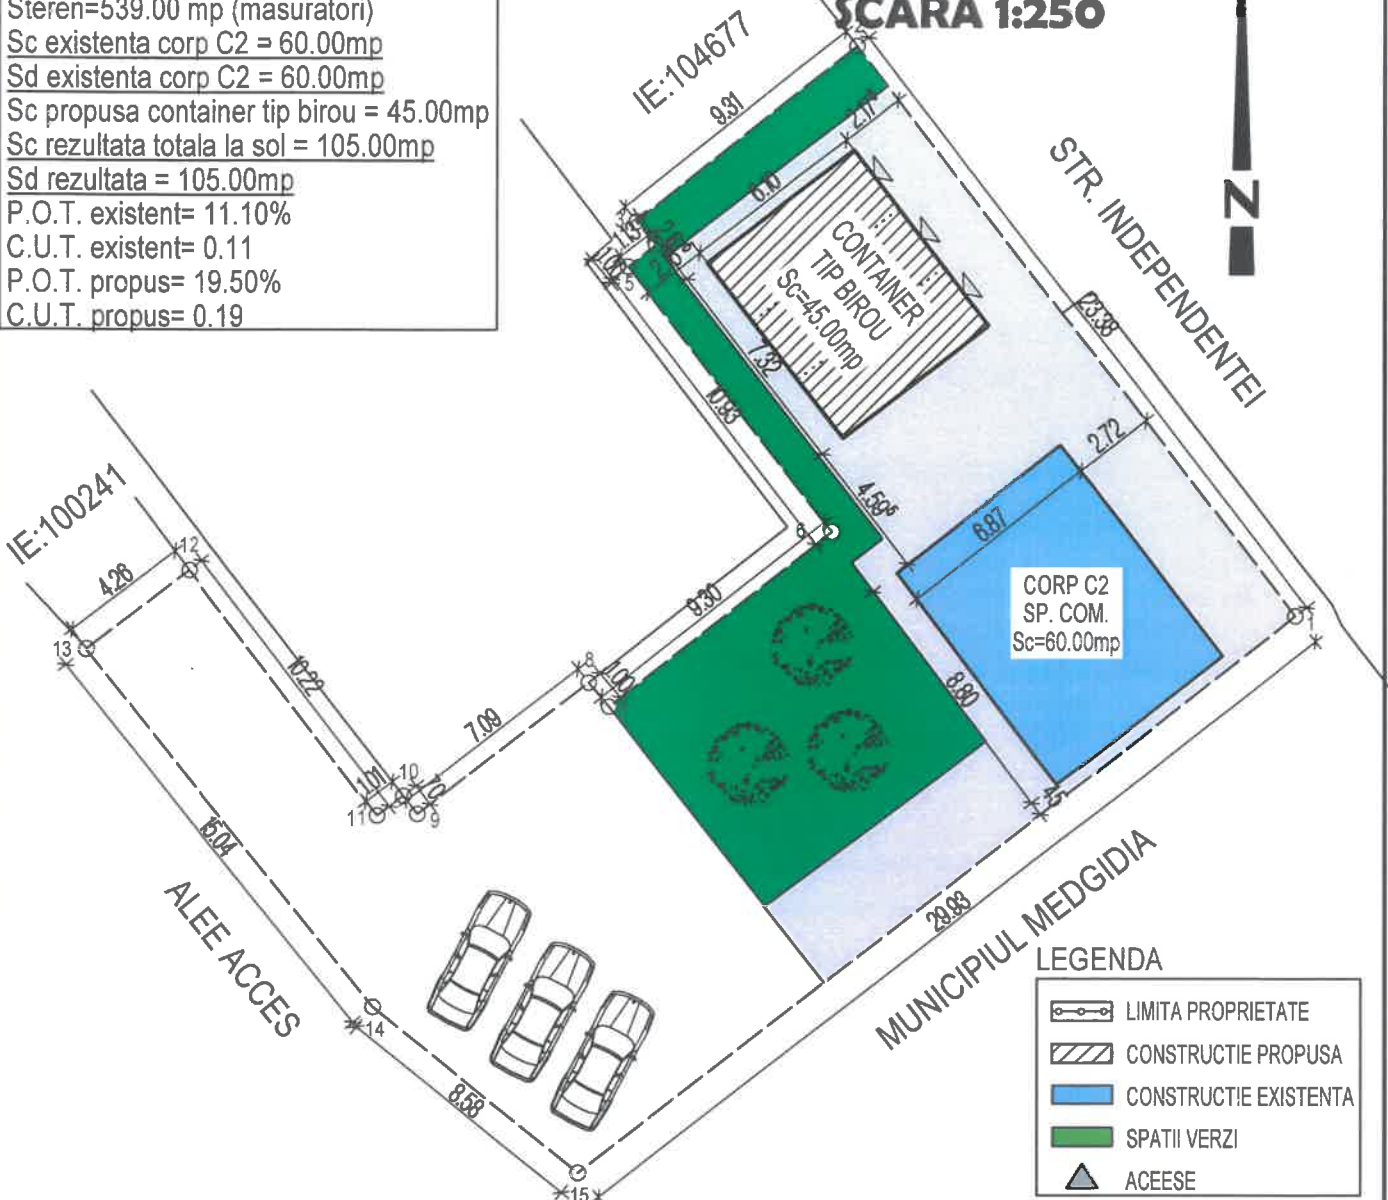 Steren=539.00 mp (masuratori)
Sc existenta corp C2 = 60.00mp
Sd existenta corp C2 = 60.00mp
Sc propusa container tip birou = 45.00mp
Sc rezultata totala la sol = 105.00mp
Sd rezultata = 105.00mp
P.O.T. existent= 11.10%
C.U.T. existent= 0.11
P.O.T. propus= 19.50%
C.U.T. propus= 0.19
SCARA 1:250
N
IE:104677
9.31
2.17
6.10
STR. INDEPENDENTEI
23.38
CONTAINER
TIP BIROU
Sc=45.00mp
7.32
10.93
2.72
4.59⁵
6.87
CORP C2
SP. COM.
Sc=60.00mp
6
1
9.30
8.80
IE:100241
12
4.26
13
10.22
8
1.00
7.09
10
1.01
11
9
15.04
ALEE ACCES
14
8.58
15
29.93
MUNICIPIUL MEDGIDIA
LEGENDA
LIMITA PROPRIETATE
CONSTRUCTIE PROPUSA
CONSTRUCTIE EXISTENTA
SPATII VERZI
ACEESE